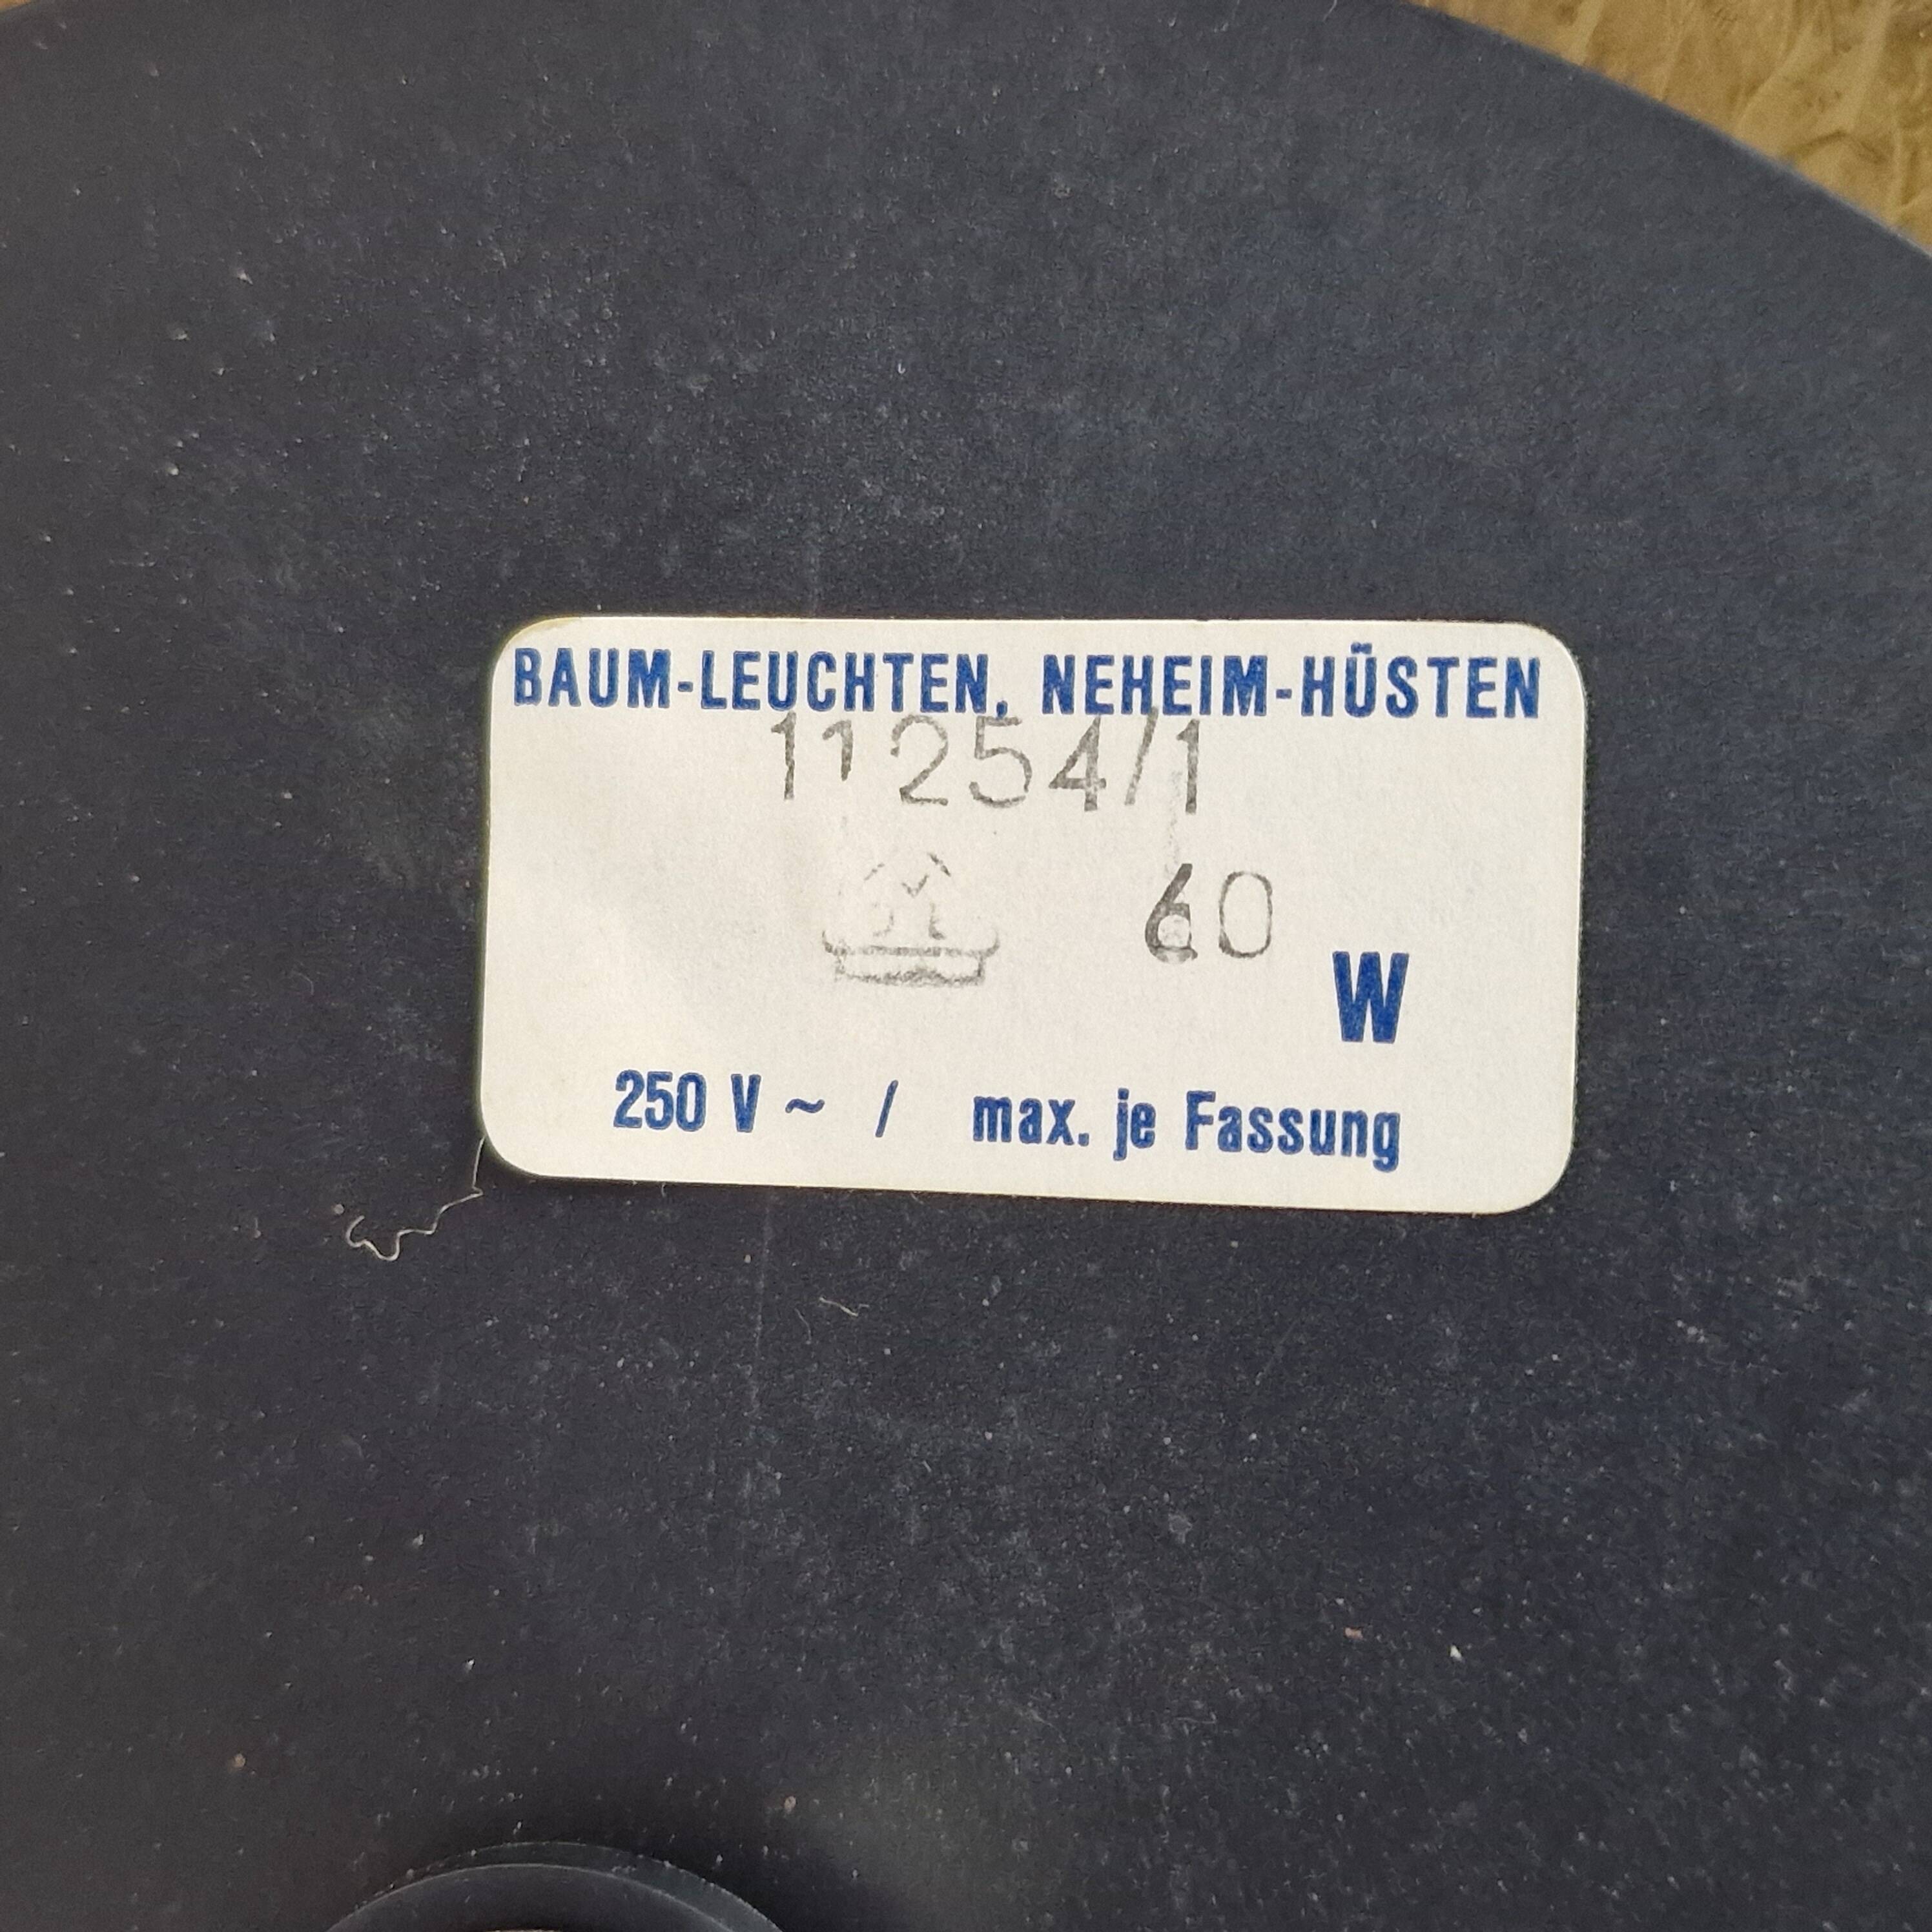 BAUM-LEUCHTEN, NEHEIM-HÜSTEN
11254/1
60
W
250 V ~ / max. je Fassung